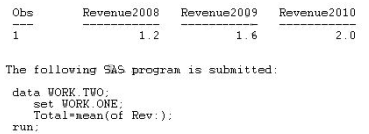 Obs Revenue2008 Revenue2009 Revenue2010
1 1.2 1.6 2.0
The following SAS program is submitted:
data WORK.TWO;
set WORK.ONE;
Total=mean(of Rev:);
run;